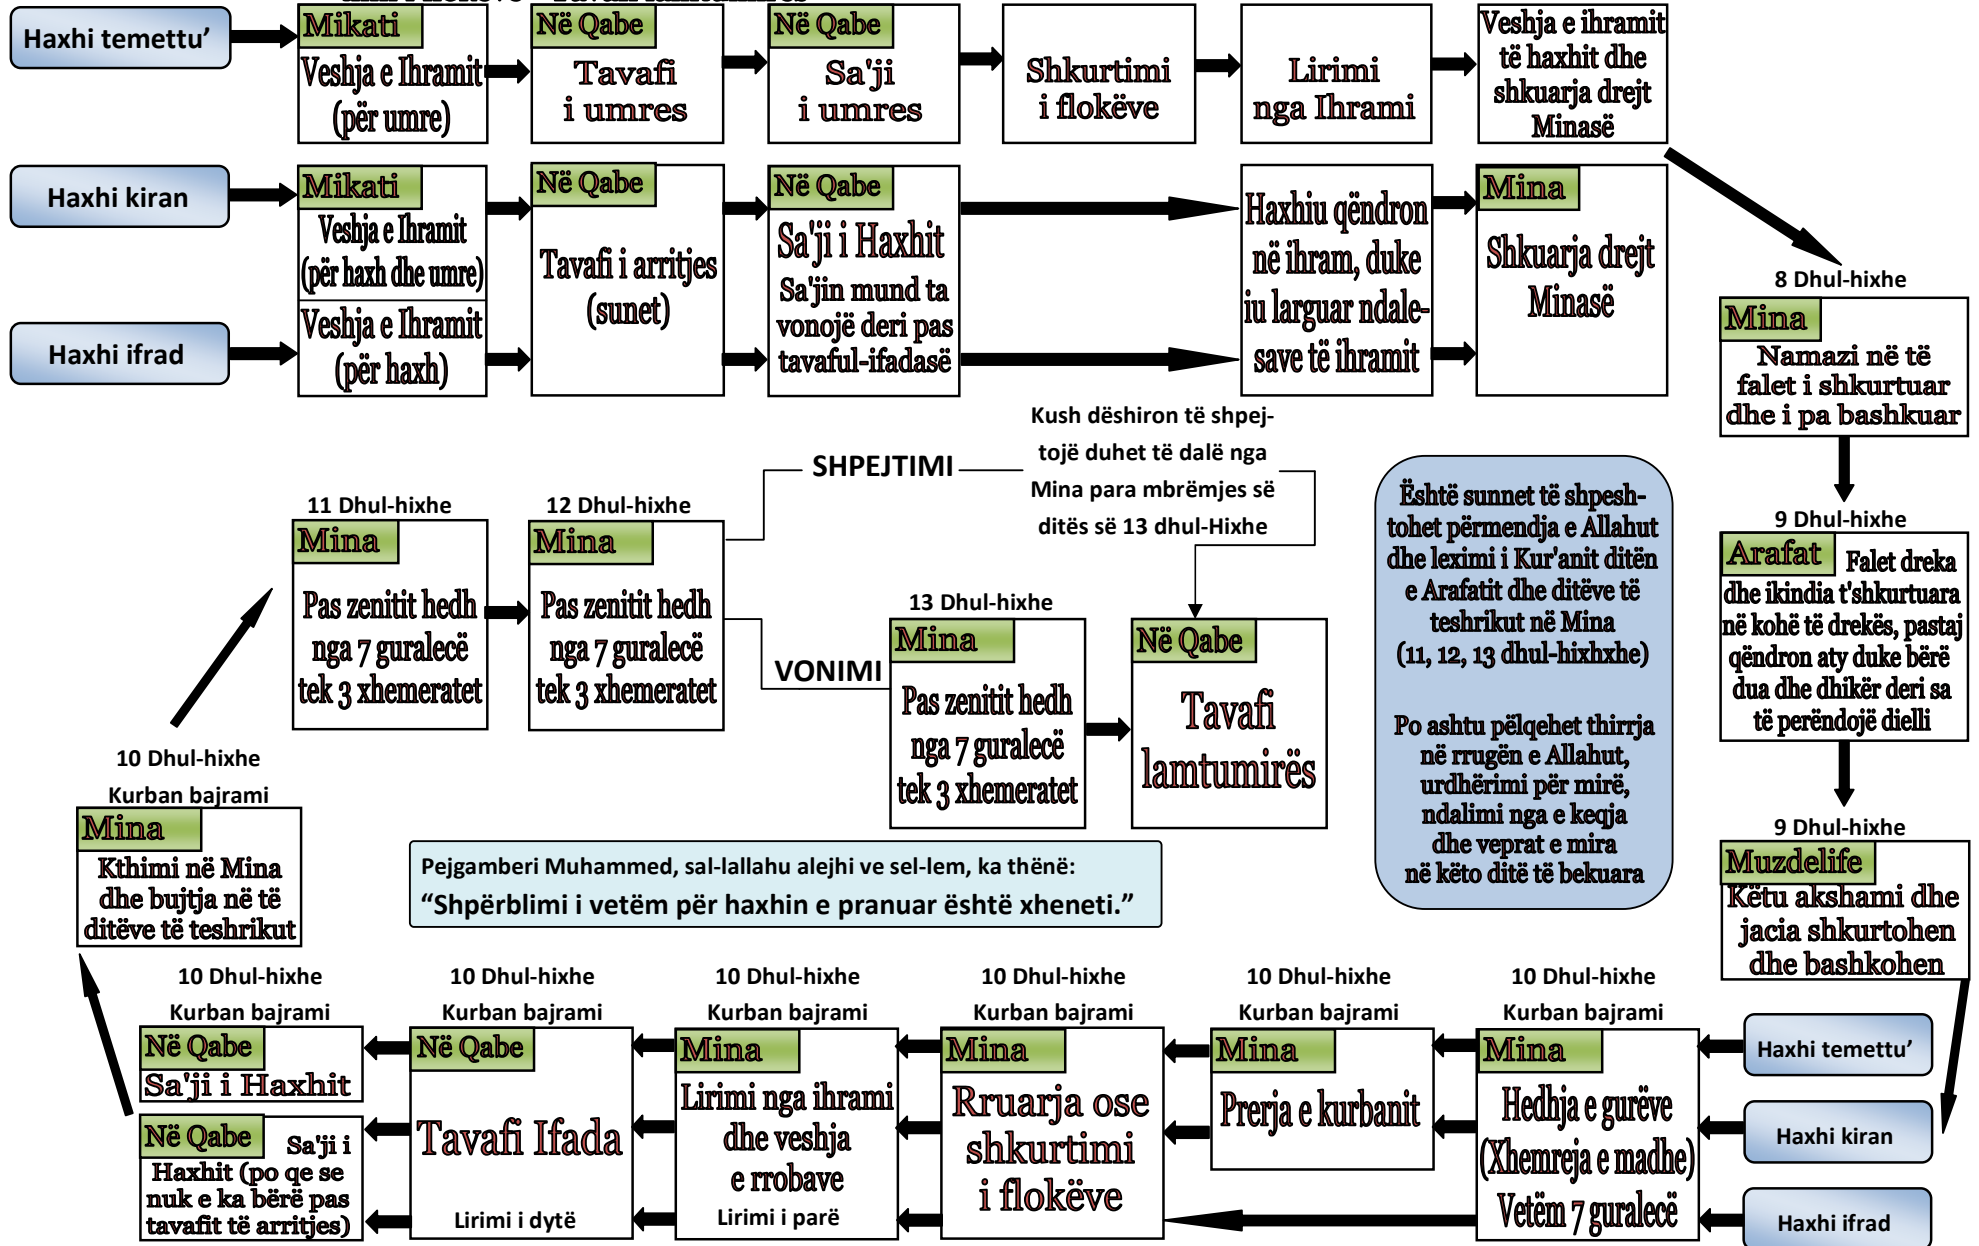 Haxhi temettu’
Mikati
Veshja e Ihramit
(për umre)
Në Qabe
Tavafi
i umres
Në Qabe
Sa'ji
i umres
Shkurtimi
i flokëve
Lirimi
nga Ihrami
Veshja e ihramit
të haxhit dhe
shkuarja drejt
Minasë
Haxhi kiran
Haxhi ifrad
Mikati
Veshja e Ihramit
(për haxh dhe umre)
Veshja e Ihramit
(për haxh)
Në Qabe
Tavafi i arritjes
(sunet)
Në Qabe
Sa'ji i Haxhit
Sa'jin mund ta
vonojë deri pas
tavaful-ifadasë
Haxhiu qëndron
në ihram, duke
iu larguar ndale-
save të ihramit
Mina
Shkuarja drejt
Minasë
8 Dhul-hixhe
Mina
Namazi në të
falet i shkurtuar
dhe i pa bashkuar
9 Dhul-hixhe
Arafat Falet dreka
dhe ikindia t'shkurtuara
në kohë të drekës, pastaj
qëndron aty duke bërë
dua dhe dhikër deri sa
të perëndojë dielli
9 Dhul-hixhe
Muzdelife
Këtu akshami dhe
jacia shkurtohen
dhe bashkohen
Haxhi temettu’
Haxhi kiran
Haxhi ifrad
10 Dhul-hixhe
Kurban bajrami
Mina
Hedhja e gurëve
(Xhemreja e madhe)
Vetëm 7 guralecë
10 Dhul-hixhe
Kurban bajrami
Mina
Prerja e kurbanit
10 Dhul-hixhe
Kurban bajrami
Mina
Rruarja ose
shkurtimi
i flokëve
10 Dhul-hixhe
Kurban bajrami
Mina
Lirimi nga ihrami
dhe veshja
e rrobave
Lirimi i parë
10 Dhul-hixhe
Kurban bajrami
Në Qabe
Tavafi Ifada
Lirimi i dytë
10 Dhul-hixhe
Kurban bajrami
Në Qabe
Sa'ji i Haxhit
Në Qabe Sa'ji i
Haxhit (po qe se
nuk e ka bërë pas
tavafit të arritjes)
10 Dhul-hixhe
Kurban bajrami
Mina
Kthimi në Mina
dhe bujtja në të
ditëve të teshrikut
11 Dhul-hixhe
Mina
Pas zenitit hedh
nga 7 guralecë
tek 3 xhemeratet
12 Dhul-hixhe
Mina
Pas zenitit hedh
nga 7 guralecë
tek 3 xhemeratet
SHPEJTIMI
Kush dëshiron të shpej-
tojë duhet të dalë nga
Mina para mbrëmjes së
ditës së 13 dhul-Hixhe
VONIMI
13 Dhul-hixhe
Mina
Pas zenitit hedh
nga 7 guralecë
tek 3 xhemeratet
Në Qabe
Tavafi
lamtumirës
Është sunnet të shpesh-
tohet përmendja e Allahut
dhe leximi i Kur'anit ditën
e Arafatit dhe ditëve të
teshrikut në Mina
(11, 12, 13 dhul-hixhxhe)
Po ashtu pëlqehet thirrja
në rrugën e Allahut,
urdhërimi për mirë,
ndalimi nga e keqja
dhe veprat e mira
në këto ditë të bekuara
Pejgamberi Muhammed, sal-lallahu alejhi ve sel-lem, ka thënë:
“Shpërblimi i vetëm për haxhin e pranuar është xheneti.”